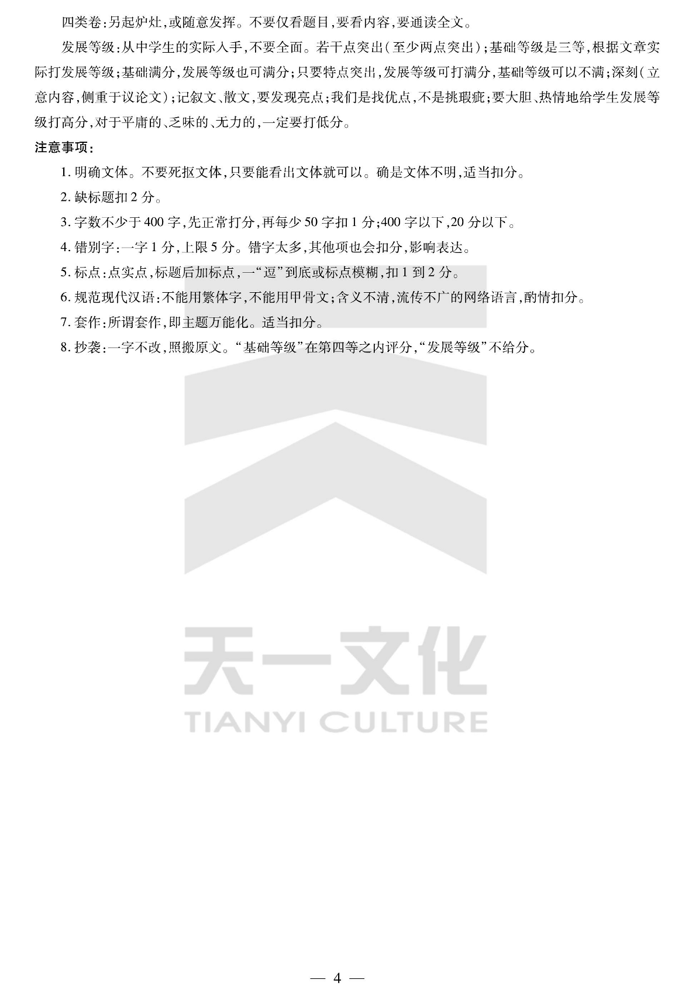 四类卷:另起炉灶,或随意发挥。不要仅看题目,要看内容,要通读全文。
发展等级:从中学生的实际入手,不要全面。若干点突出(至少两点突出);基础等级是三等,根据文章实
际打发展等级;基础满分,发展等级也可满分;只要特点突出,发展等级可打满分,基础等级可以不满;深刻(立
意内容,侧重于议论文);记叙文、散文,要发现亮点;我们是找优点,不是挑瑕疵;要大胆、热情地给学生发展等
级打高分,对于平庸的、乏味的、无力的,一定要打低分。
注意事项:
1. 明确文体。不要死抠文体,只要能看出文体就可以。确是文体不明,适当扣分。
2. 缺标题扣 2 分。
3. 字数不少于 400 字,先正常打分,再每少 50 字扣 1 分;400 字以下,20 分以下。
4. 错别字:一字 1 分,上限 5 分。错字太多,其他项也会扣分,影响表达。
5. 标点:点实点,标题后加标点,一“逗”到底或标点模糊,扣 1 到 2 分。
6. 规范现代汉语:不能用繁体字,不能用甲骨文;含义不清,流传不广的网络语言,酌情扣分。
7. 套作:所谓套作,即主题万能化。适当扣分。
8. 抄袭:一字不改,照搬原文。“基础等级”在第四等之内评分,“发展等级”不给分。
天一文化
TIANYI CULTURE
— 4 —